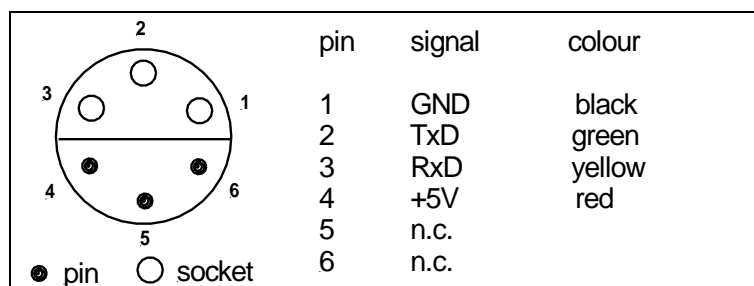 2
3
1
4
6
5
pin
socket
pin signal colour
1 GND black
2 TxD green
3 RxD yellow
4 +5V red
5 n.c.
6 n.c.